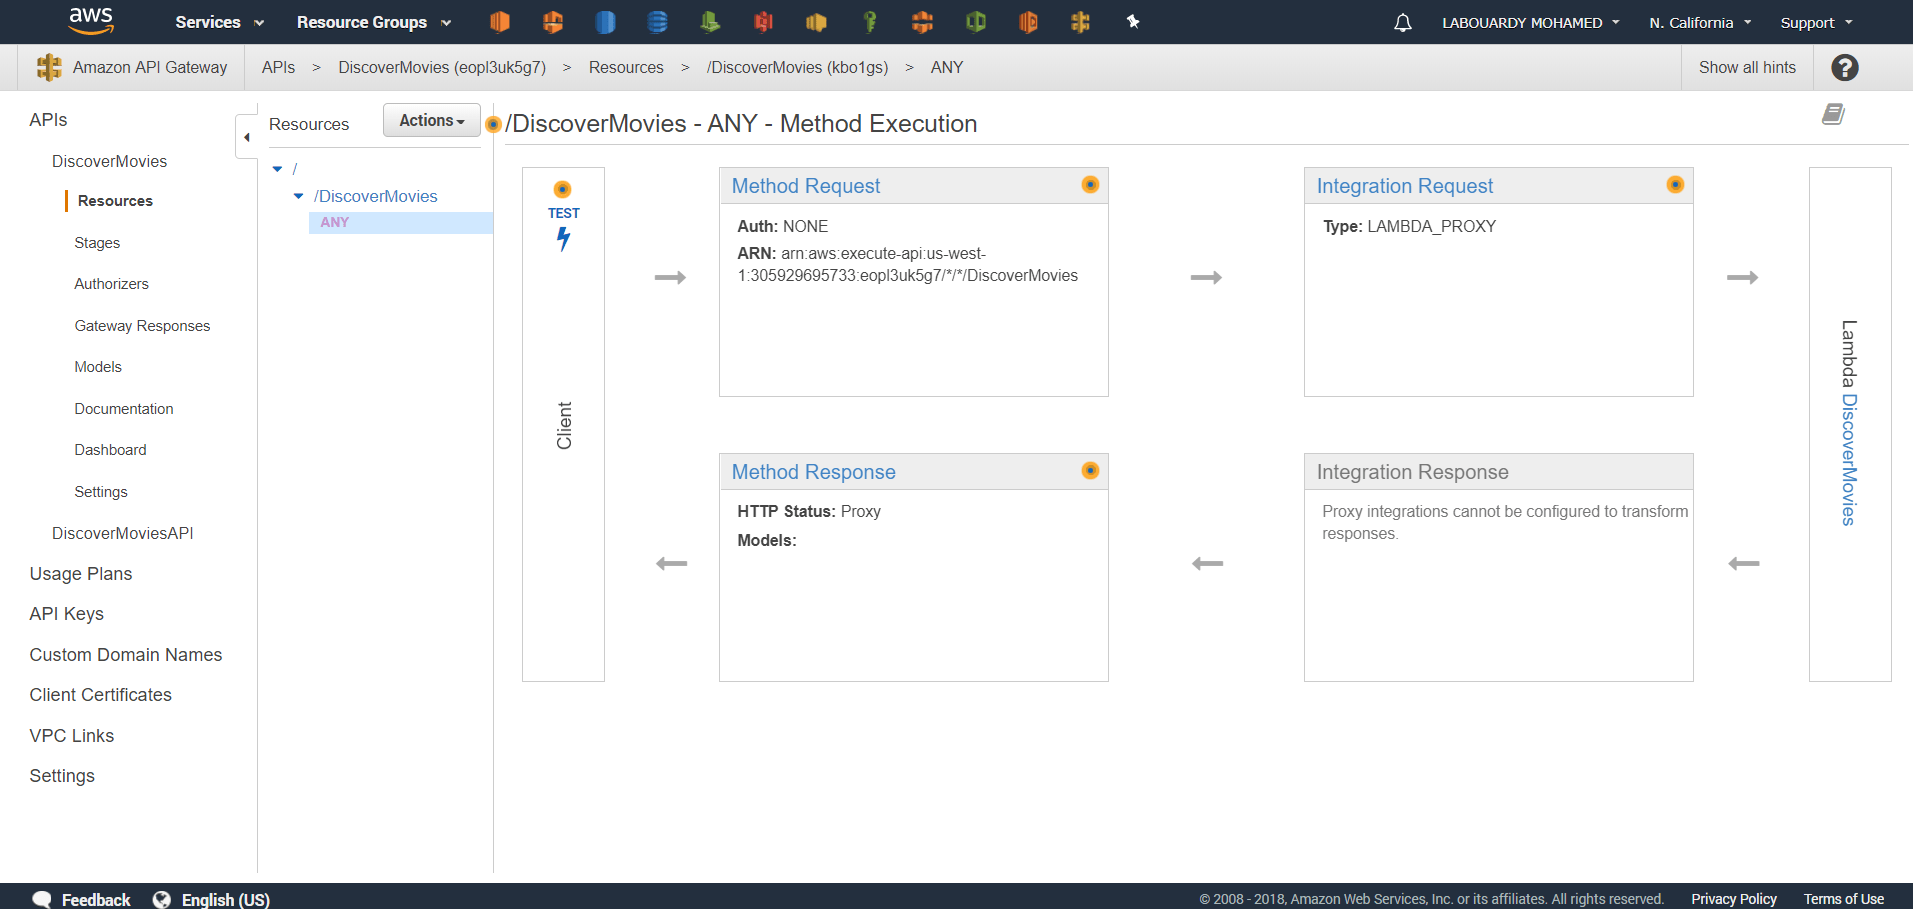 aws Services Resource Groups LABOUARDY MOHAMED N. California Support
Amazon API Gateway APIs > DiscoverMovies (eopl3uk5g7) > Resources > /DiscoverMovies (kbo1gs) > ANY Show all hints ?
APIs
DiscoverMovies
Resources
Stages
Authorizers
Gateway Responses
Models
Documentation
Dashboard
Settings
DiscoverMoviesAPI
Usage Plans
API Keys
Custom Domain Names
Client Certificates
VPC Links
Settings
Resources Actions
/
/DiscoverMovies
ANY
/DiscoverMovies - ANY - Method Execution
TEST
Client
Method Request
Auth: NONE
ARN: arn:aws:execute-api:us-west-
1:305929695733:eopl3uk5g7/*/*/DiscoverMovies
Integration Request
Type: LAMBDA_PROXY
Lambda DiscoverMovies
Method Response
HTTP Status: Proxy
Models:
Integration Response
Proxy integrations cannot be configured to transform
responses.
Feedback English (US) © 2008 - 2018, Amazon Web Services, Inc. or its affiliates. All rights reserved. Privacy Policy Terms of Use